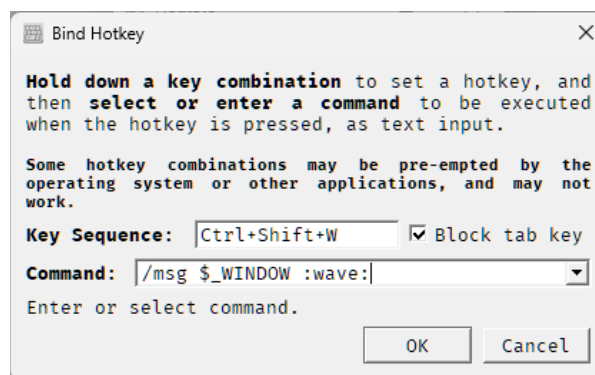 Bind Hotkey
Hold down a key combination to set a hotkey, and
then select or enter a command to be executed
when the hotkey is pressed, as text input.
Some hotkey combinations may be pre-empted by the
operating system or other applications, and may not
work.
Key Sequence: Ctrl+Shift+W Block tab key
Command: /msg $_WINDOW :wave:
Enter or select command.
OK Cancel